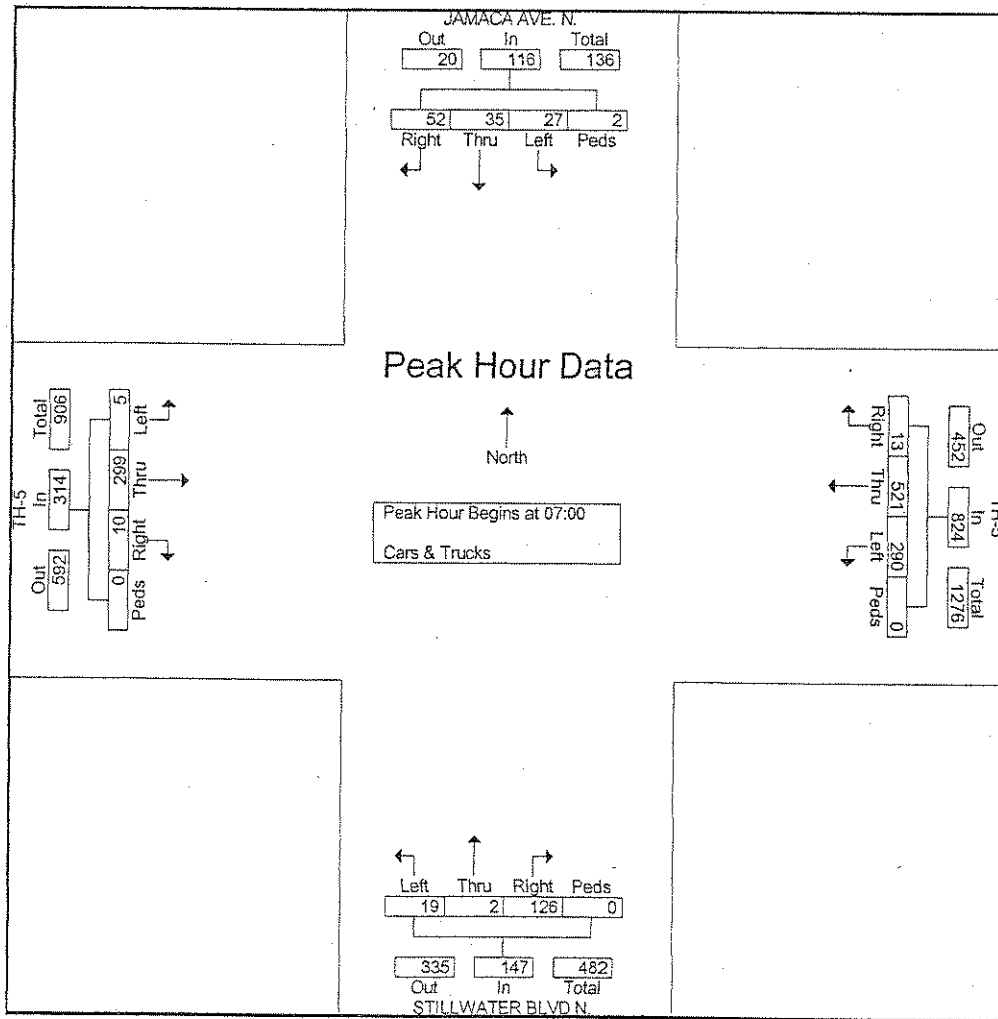 JAMACA AVE. N.
Out In Total
20 116 136
52 35 27 2
Right Thru Left Peds
Peak Hour Data
North
Peak Hour Begins at 07:00
Cars & Trucks
TH-5
Out In Total
592 314 906
5 299 10 0
Left Thru Right Peds
TH-5
Out In Total
452 824 1276
13 521 290 0
Right Thru Left Peds
Left Thru Right Peds
19 2 126 0
335 147 482
Out In Total
STILLWATER BLVD N.